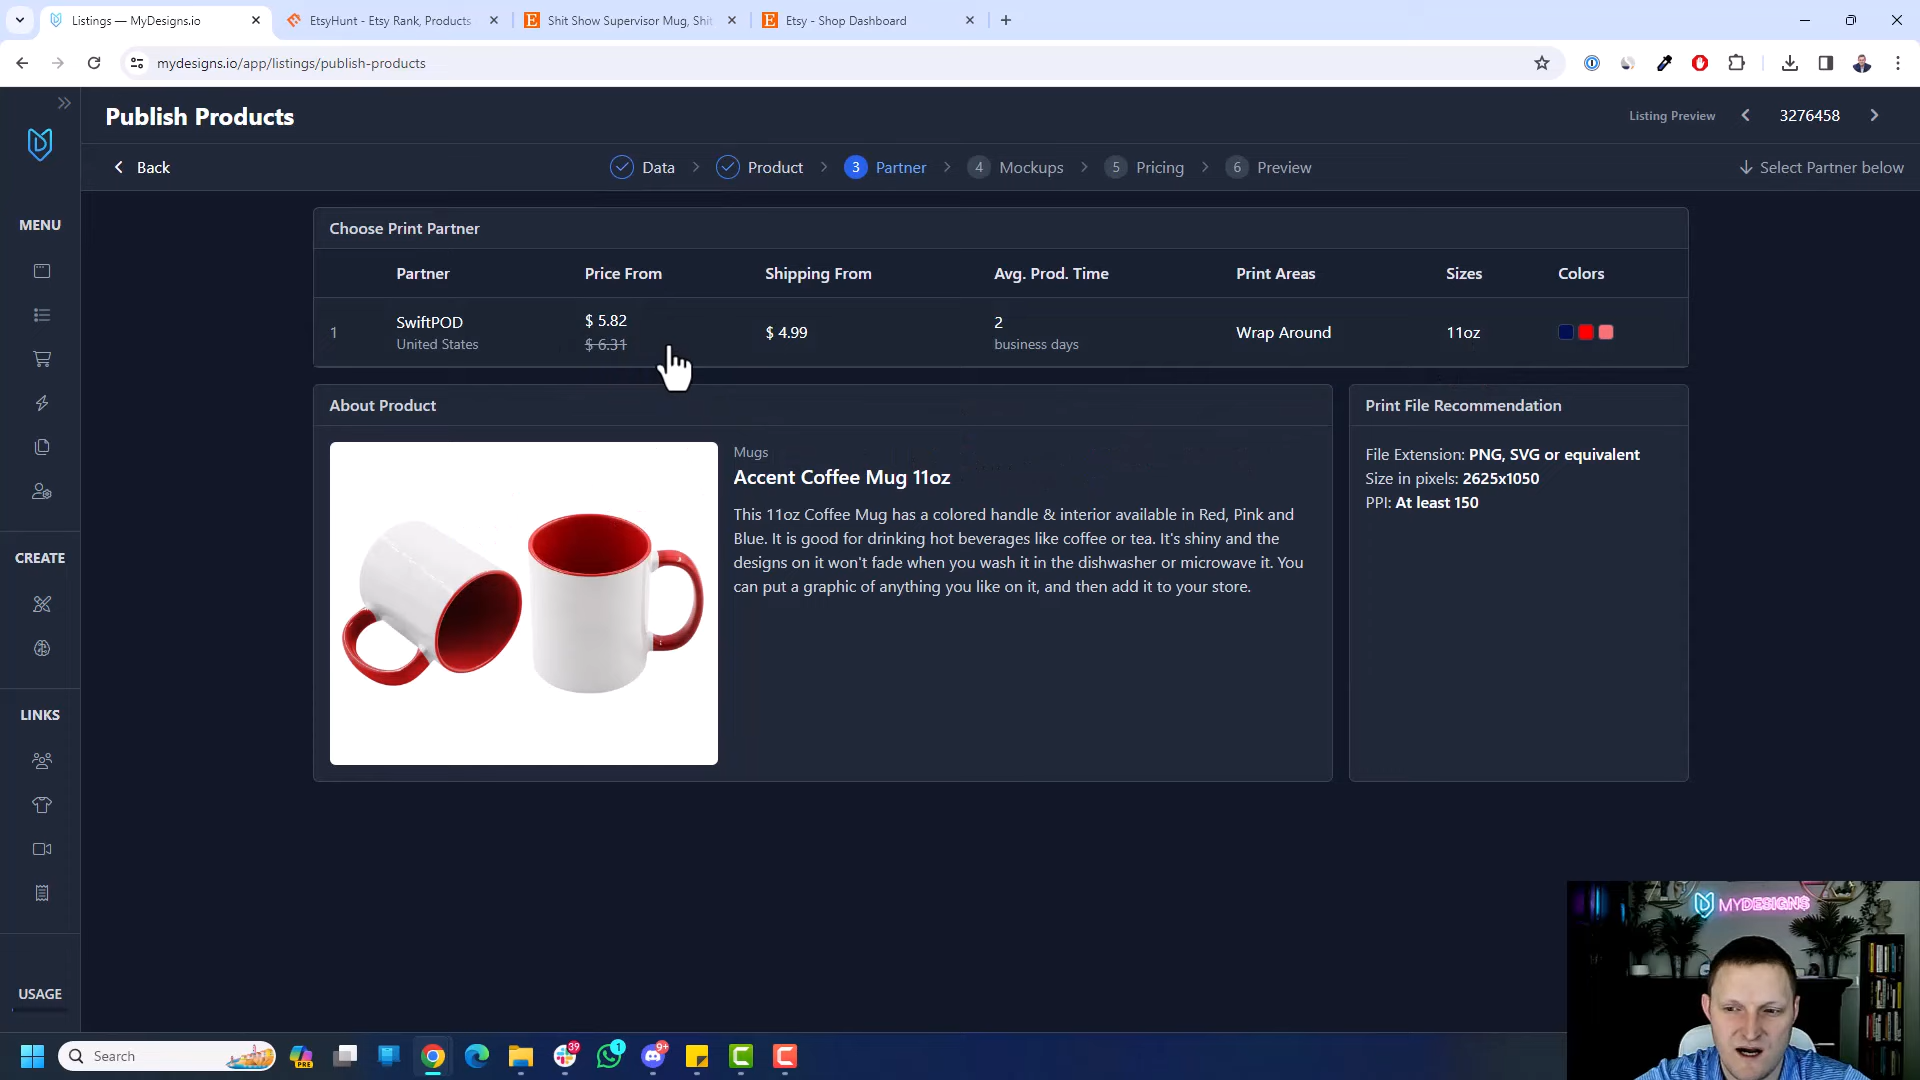 Listings — MyDesigns.io
EtsyHunt - Etsy Rank, Products
Shit Show Supervisor Mug, Shit
Etsy - Shop Dashboard
mydesigns.io/app/listings/publish-products
Publish Products
Listing Preview
3276458
Back
Data
Product
3 Partner
4 Mockups
5 Pricing
6 Preview
Select Partner below
MENU
CREATE
LINKS
USAGE
Choose Print Partner
Partner Price From Shipping From Avg. Prod. Time Print Areas Sizes Colors
1 SwiftPOD $ 5.82 $ 4.99 2 Wrap Around 11oz
United States $ 6.31 business days
About Product
Mugs
Accent Coffee Mug 11oz
This 11oz Coffee Mug has a colored handle & interior available in Red, Pink and
Blue. It is good for drinking hot beverages like coffee or tea. It's shiny and the
designs on it won't fade when you wash it in the dishwasher or microwave it. You
can put a graphic of anything you like on it, and then add it to your store.
Print File Recommendation
File Extension: PNG, SVG or equivalent
Size in pixels: 2625x1050
PPI: At least 150
MYDESIGNS
Search
PRE
39
1
9+